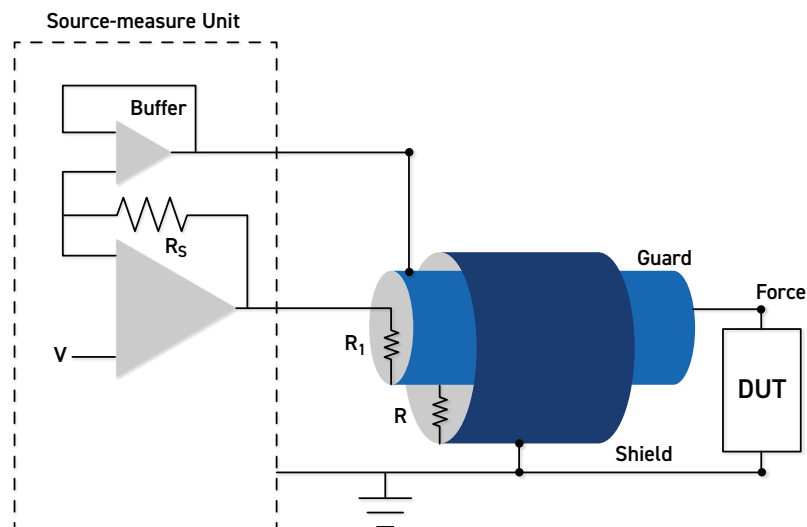 Source-measure Unit
Buffer
RS
V
R1
R
Guard
Force
DUT
Shield